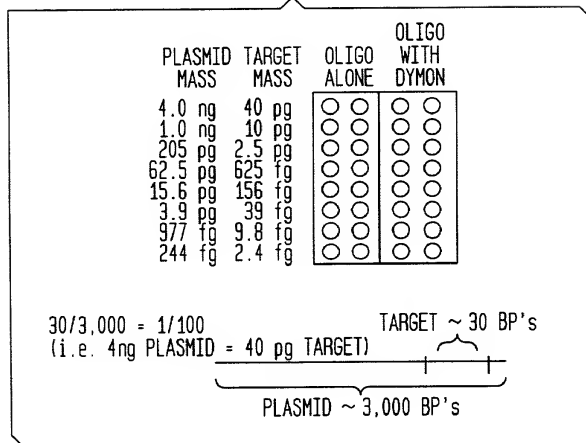 OLIGO
PLASMID TARGET OLIGO WITH
MASS MASS ALONE DYMON
4.0 ng 40 pg
1.0 ng 10 pg
205 pg 2.5 pg
62.5 pg 625 fg
15.6 pg 156 fg
3.9 pg 39 fg
977 fg 9.8 fg
244 fg 2.4 fg
30/3,000 = 1/100 TARGET ~ 30 BP's
(i.e. 4ng PLASMID = 40 pg TARGET)
PLASMID ~ 3,000 BP's